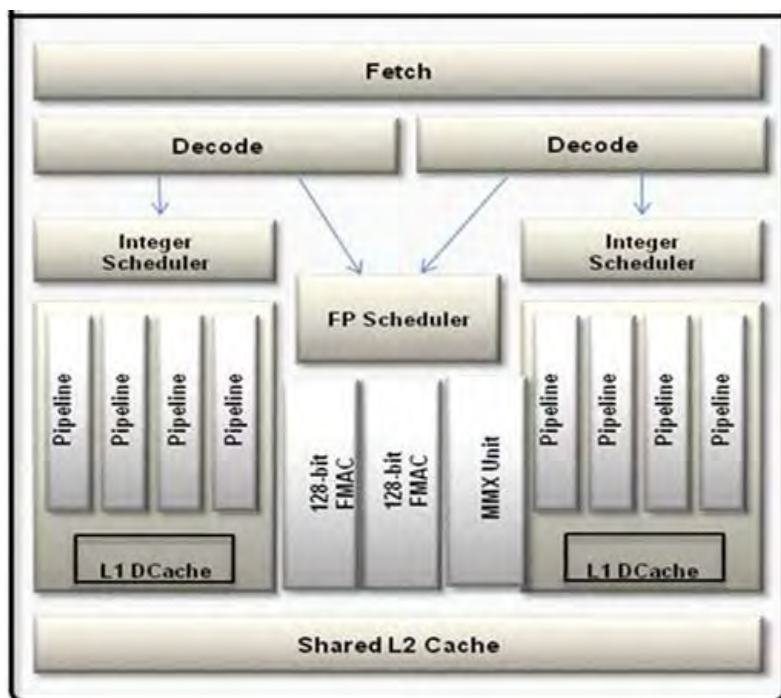 Fetch
Decode
Decode
Integer
Scheduler
Integer
Scheduler
FP Scheduler
Pipeline
Pipeline
Pipeline
Pipeline
128-bit
FMAC
128-bit
FMAC
MMX Unit
Pipeline
Pipeline
Pipeline
Pipeline
L1 DCache
L1 DCache
Shared L2 Cache